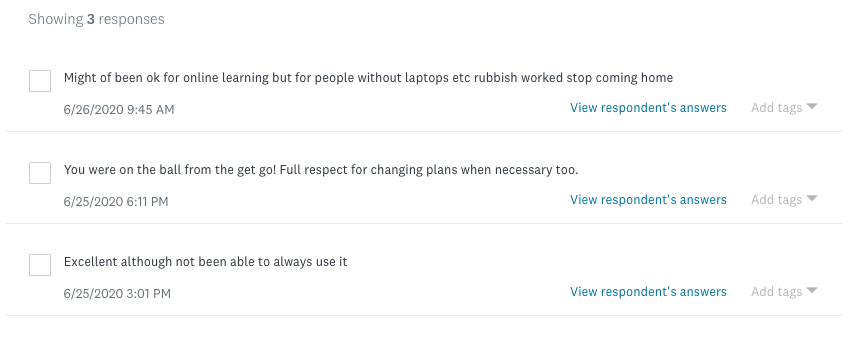 Showing 3 responses
Might of been ok for online learning but for people without laptops etc rubbish worked stop coming home
6/26/2020 9:45 AM View respondent's answers Add tags
You were on the ball from the get go! Full respect for changing plans when necessary too.
6/25/2020 6:11 PM View respondent's answers Add tags
Excellent although not been able to always use it
6/25/2020 3:01 PM View respondent's answers Add tags